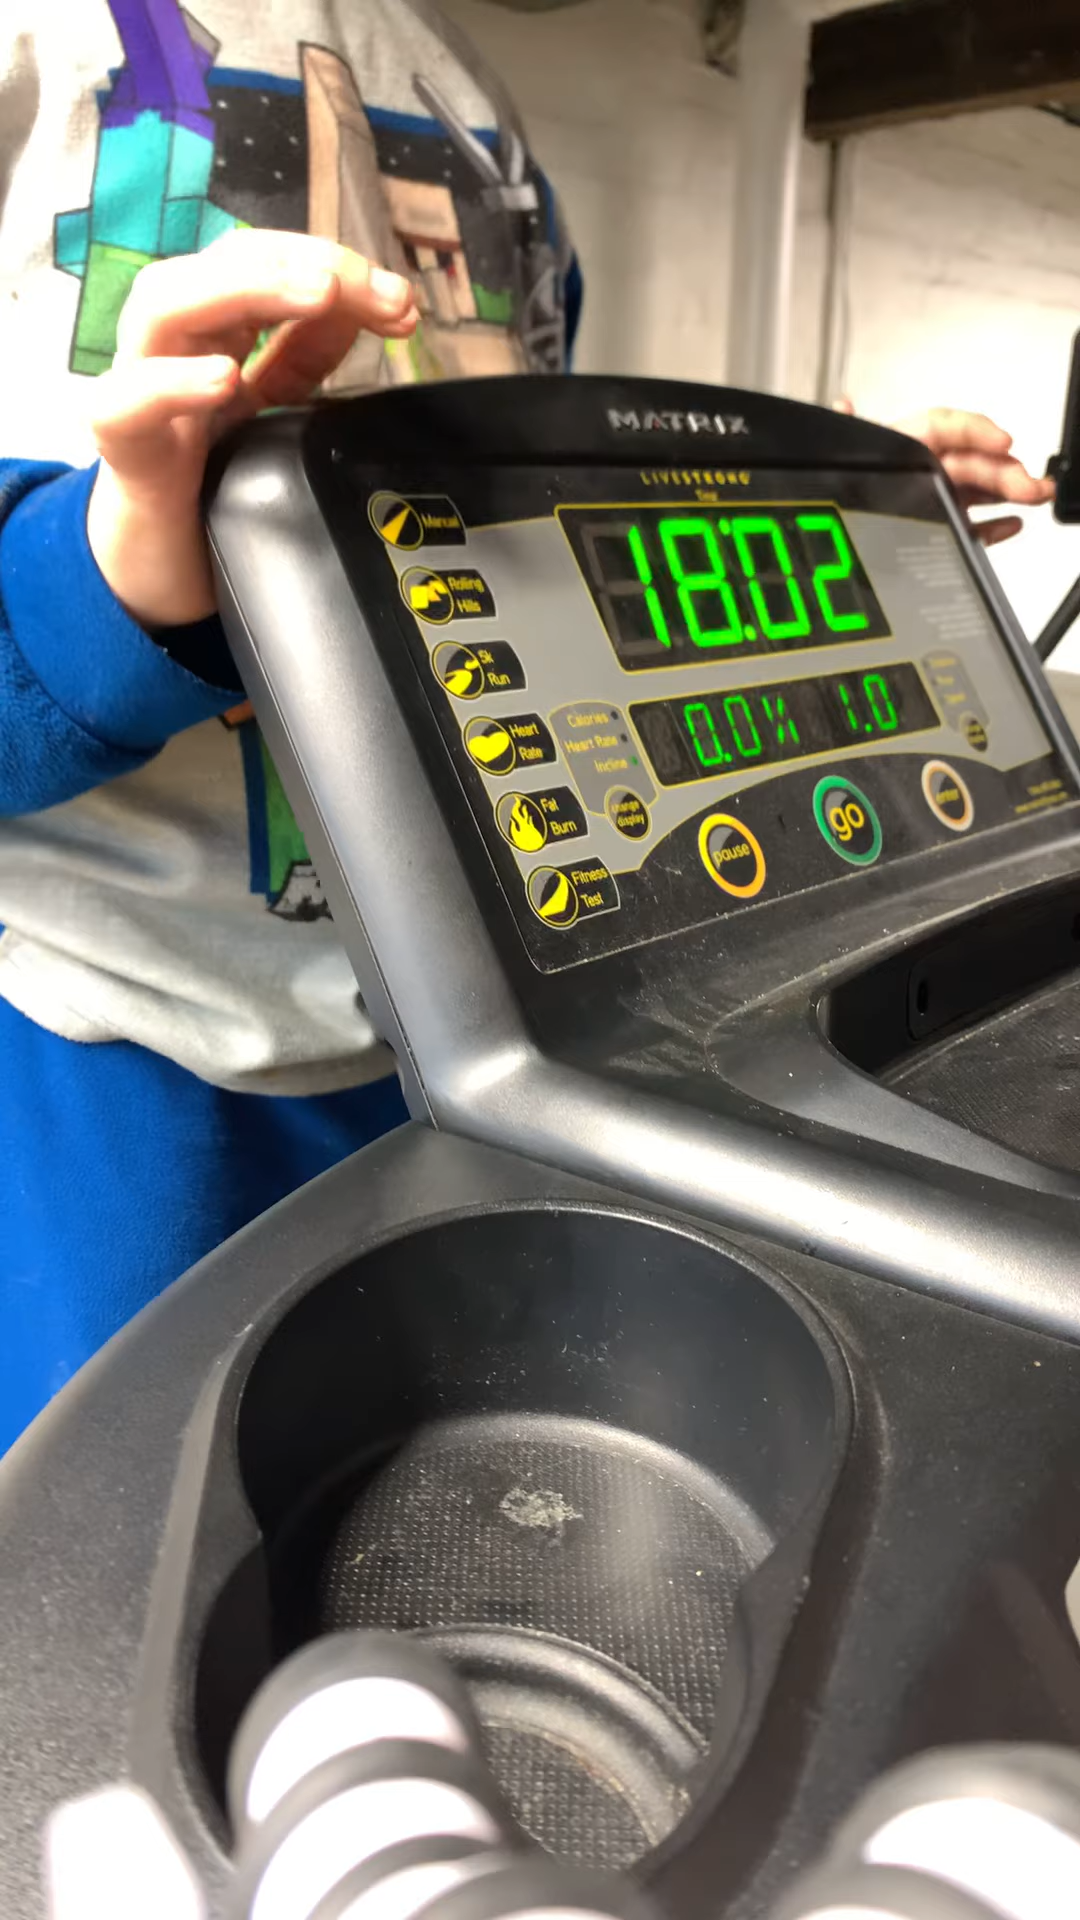 MATRIX
LIVESTRONG
Time
18:02
Manual
Rolling
Hills
5k
Run
Heart
Rate
Fat
Burn
Fitness
Test
Calories
Heart Rate
Incline
change
display
0.0% 1.0
pause
go
enter